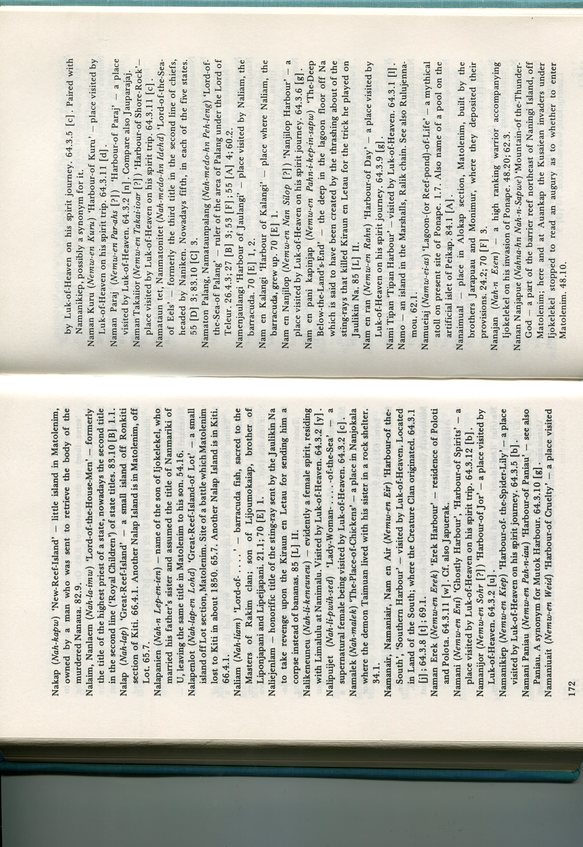 Nakap (Nah-kapw) 'New-Reef-Island' — little island in Matolenim,
owned by a man who was sent to retrieve the body of the
murdered Nanaua. 82.9.
Nalaim, Nanlaem (Nah-la-imw) 'Lord-of-the-House-Men' — formerly
the title of the highest priest of a state, nowadays the second title
in the second line ('Royal Children') of state titles. 83.10 [B] 1.1.
Nalap (Nah-lap) 'Great-Reef-Island' — a small island off Ronkiti
section of Kiti. 66.4.1. Another Nalap Island is in Matolenim, off
Lot. 65.7.
Nalapanien (Nah-n Lep-en-ien) — name of the son of Ijokelekel, who
married his father's sister and assumed the title of Nanmariki of
U, leaving the same title in Matolenim to his son. 54.16.
Nalapenlot (Nah-lap-en Lohd) 'Great-Reef-Island-of Lot' — a small
island off Lot section, Matolenim. Site of a battle which Matolenim
lost to Kiti in about 1850. 65.7. Another Nalap Island is in Kiti.
66.4.1.
Naliam (Nah-liam) 'Lord-of- . . . . ' — barracuda fish, sacred to the
Masters of Rakim clan; son of Lijoumokaiap, brother of
Liponjapani and Lipeijapani. 21.1; 70 [E] 1.
Naliejenlam — honorific title of the sting-ray sent by the Jaulikin Na
to take revenge upon the Kiraun en Letau for sending him a
corpse instead of bananas. 85 [L] II.
Nalikeneuneu (Nah-li-keneuneu) — evidently a female spirit, residing
with Limalulu at Nanimalu. Visited by Luk-of-Heaven. 64.3.2 [y].
Nalipuijet (Nah-li-pwih-sed) 'Lady-Woman- . . . . -of-the-Sea' — a
supernatural female being visited by Luk-of-Heaven. 64.3.2 [c].
Namalek (Nah-malek) 'The-Place-of-Chickens' — a place in Nanjokala
where the demon Taimuan lived with his sister in a rock shelter.
34.1.
Namanair, Namaniair, Nam en Air (Nemw-en Eir) 'Harbour-of the-
South', 'Southern Harbour' — visited by Luk-of-Heaven. Located
in Land of the South; where the Creature Clan originated. 64.3.1
[j] ; 64.3.8 [t] ; 69.1.
Naman Erek (Nemw-en Erek) 'Erek Harbour' — residence of Poloti
and Polota. 64.3.11 [w]. Cf. also Japuerak.
Namani (Nemw-en Eni) 'Ghostly Harbour', 'Harbour-of Spirits' — a
place visited by Luk-of-Heaven on his spirit trip. 64.3.12 [b].
Namanijor (Nemw-en Sohr [?]) 'Harbour-of Jor' — a place visited by
Luk-of-Heaven. 64.3.2 [u].
Namanikiep (Nemw-en Kiep) 'Harbour-of- the-Spider-Lily' — a place
visited by Luk-of-Heaven on his spirit journey. 64.3.5 [b].
Namani Paniau (Nemw-en Pah-n-iau) 'Harbour-of Paniau' — see also
Paniau. A synonym for Mutok Harbour. 64.3.10 [g].
Namaniuait (Nemw-en Weid) 'Harbour-of Cruelty' — a place visited
172
by Luk-of-Heaven on his spirit journey. 64.3.5 [c]. Paired with
Namanikiep, possibly a synonym for it.
Naman Kuru (Nemw-en Kuru) 'Harbour-of Kuru' — place visited by
Luk-of-Heaven on his spirit trip. 64.3.11 [d].
Naman Paraj (Nemw-en Par-ahs [?]) 'Harbour-of Paraj' — a place
visited by Luk-of-Heaven. 64.3.2 [n]. Compare also Jauparajaj.
Naman Takaiior (Nemw-en Takai-ioar [?]) 'Harbour-of Shore-Rock'—
place visited by Luk-of-Heaven on his spirit trip. 64.3.11 [c].
Namataun tet, Nanmatonitet (Nah-medo-hn Idehd) 'Lord-of-the-Sea-
of Eels' — formerly the third title in the second line of chiefs,
headed by Naniken. Nowadays fifth, in each of the five states.
55 [D] 3; 83.10 [C] 3.
Namaton Palang, Namataunpalang (Nah-medo-hn Peh-leng) 'Lord-of-
the-Sea-of Palang' — ruler of the area of Palang under the Lord of
Teleur. 26.4.3; 27 [B] 3; 53 [F] ; 55 [A] 4; 60.2.
Namenjaulangi 'Harbour of Jaulangi' — place visited by Naliam, the
barracuda. 70 [E] 1, 2.
Nam en Kalangi 'Harbour of Kalangi' — place where Naliam, the
barracuda, grew up. 70 [E] 1.
Nam en Nanjilop (Nemw-en Nan Silop [?]) 'Nanjilop Harbour' — a
place visited by Luk-of-Heaven on his spirit journey. 64.3.6 [g].
Nam en pani kapinjap (Nemw-en Pahn-i-kep-in-sapw) 'The-Deep
Below-the-Land's-End' — the deep in the lagoon floor off Na
which is said to have been created by the thrashing about of the
sting-rays that killed Kiraun en Letau for the trick he played on
Jaulikin Na. 85 [L] II.
Nam en ran (Nemw-en Rahn) 'Harbour-of Day' — a place visited by
Luk-of-Heaven on his spirit journey. 64.3.9 [g].
Nami Tipan 'Tipan Harbour' — visited by Luk-of-Heaven. 64.3.1 [l].
Namo — an island in the Marshalls, Ralik chain. See also Rulujenna-
mou. 62.1.
Namueiaj (Namw-ei-as) 'Lagoon-(or Reef-pond)-of-Life' — a mythical
atoll on present site of Ponape. 1.7. Also name of a pool on the
artificial islet of Peikap. 84.1 [A].
Nanaimual — place in Alokap section, Matolenim, built by the
brothers Jarapuau and Monimur, where they deposited their
provisions. 24.2; 70 [F] 3.
Nanajan (Nah-n Esen) — a high ranking warrior accompanying
Ijokelekel on his invasion of Ponape. 48.20; 62.3.
Nanan Nanjapue (Nahna-hn Nah-n-Sapwe) 'Mountain-of the-Thunder-
God — a part of the barrier reef northeast of Naningi Island, off
Matolenim; here and at Auankap the Kusaiean invaders under
Ijokelekel stopped to read an augury as to whether to enter
Matolenim. 48.10.